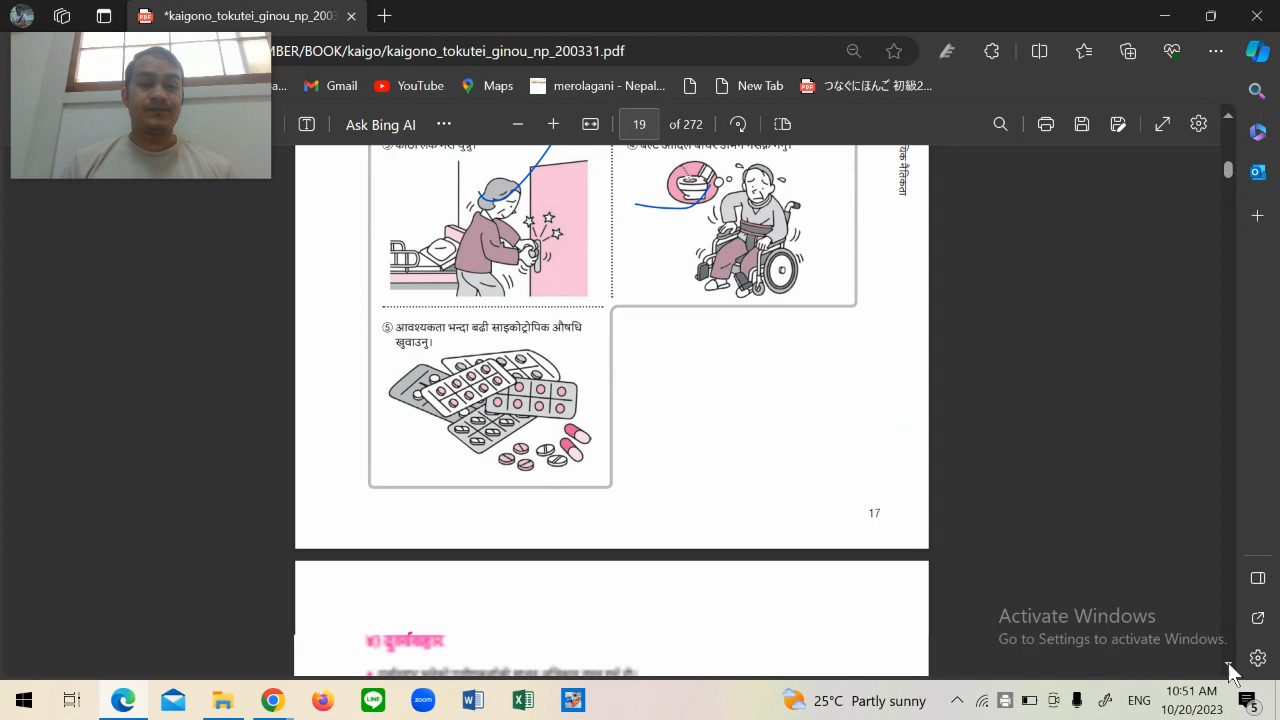 *kaigono_tokutei_ginou_np_2003
MBER/BOOK/kaigo/kaigono_tokutei_ginou_np_200331.pdf
a... Gmail YouTube Maps merolagani - Nepal... New Tab つなぐにほんご 初級2...
Ask Bing AI ... 19 of 272
⑤ आवश्यकता भन्दा बढी साइकोट्रोपिक औषधि
खुवाउनु।
17
Activate Windows
Go to Settings to activate Windows.
25°C Partly sunny ENG 10:51 AM
10/20/2023 5